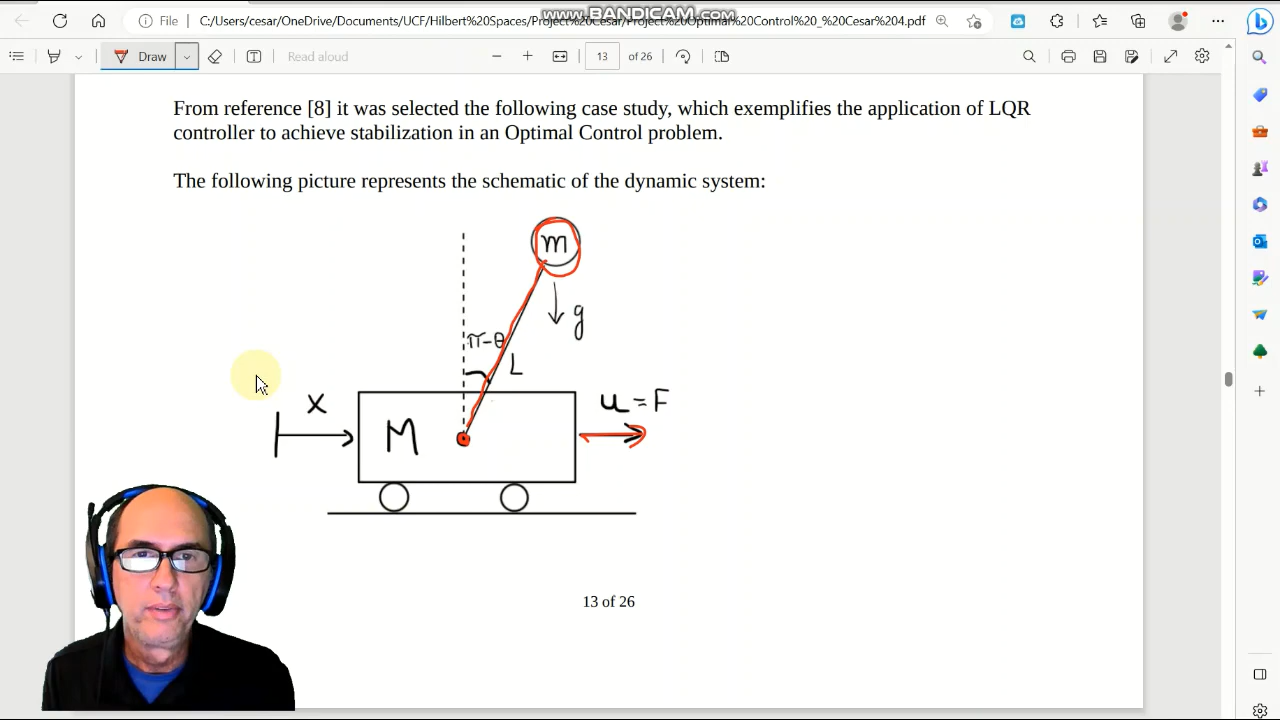 www.BANDICAM.com
File C:/Users/cesar/OneDrive/Documents/UCF/Hilbert%20Spaces/Project%20Optimal%20Control%20_%20Cesar%204.pdf
Draw Read aloud 13 of 26
From reference [8] it was selected the following case study, which exemplifies the application of LQR
controller to achieve stabilization in an Optimal Control problem.
The following picture represents the schematic of the dynamic system:
m
g
π-θ
L
x
M
u=F
13 of 26